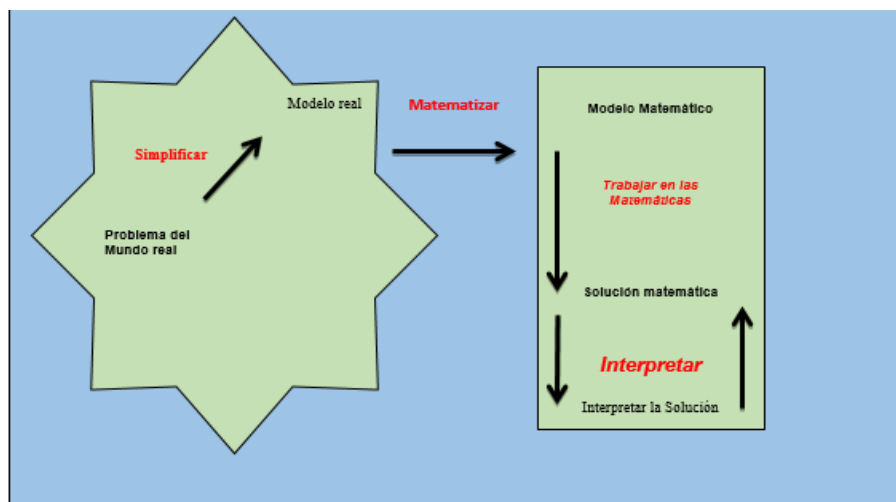 Modelo real
Simplificar
Problema del
Mundo real
Matematizar
Modelo Matemático
Trabajar en las
Matemáticas
Solución matemática
Interpretar
Interpretar la Solución